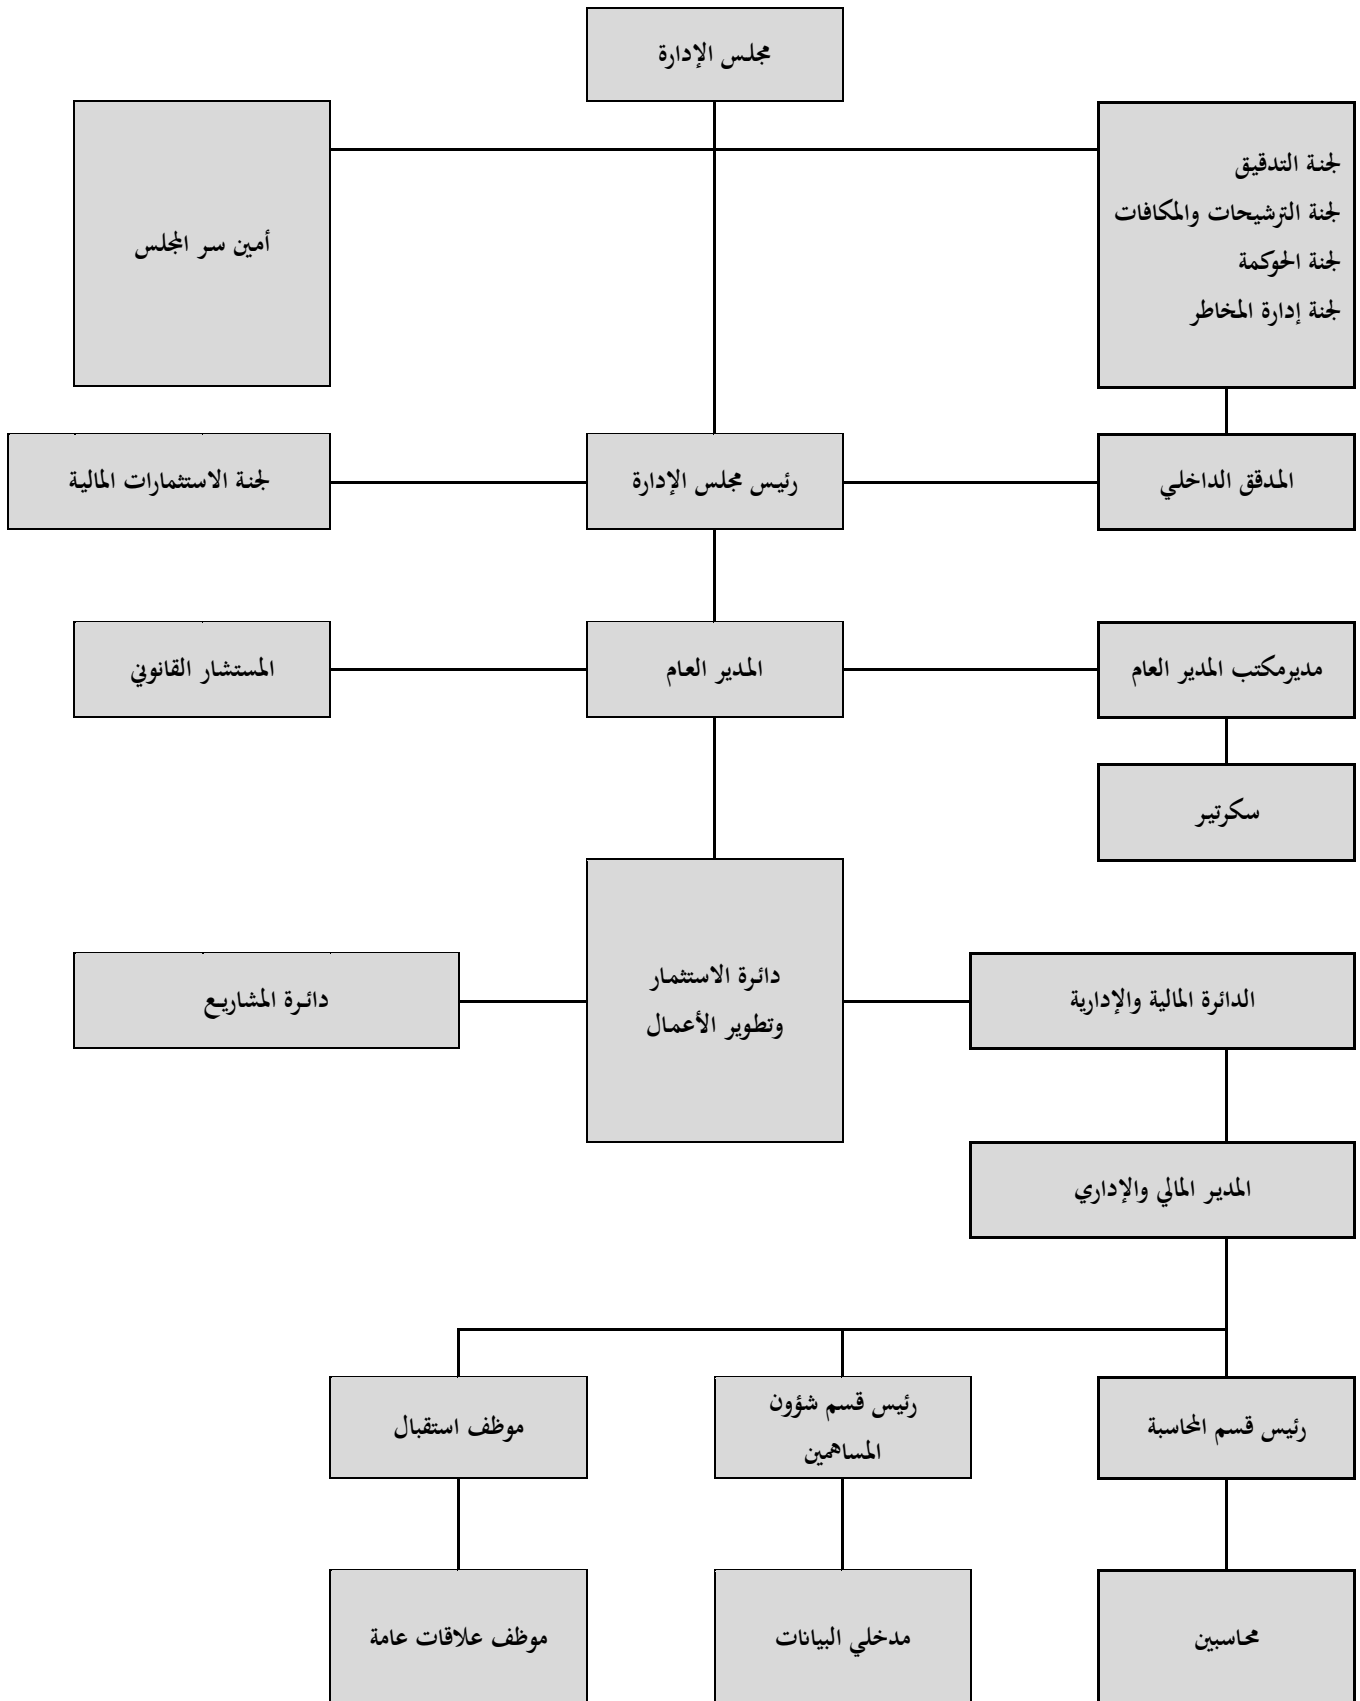 مجلس الإدارة
لجنة التدقيق
لجنة الترشيحات والمكافات
لجنة الحوكمة
لجنة إدارة المخاطر
أمين سر المجلس
المدقق الداخلي
رئيس مجلس الإدارة
لجنة الاستثمارات المالية
مديرمكتب المدير العام
المدير العام
المستشار القانوني
سكرتير
الدائرة المالية والإدارية
دائرة الاستثمار
وتطوير الأعمال
دائرة المشاريع
المدير المالي والإداري
رئيس قسم المحاسبة
رئيس قسم شؤون
المساهمين
موظف استقبال
محاسبين
مدخلي البيانات
موظف علاقات عامة